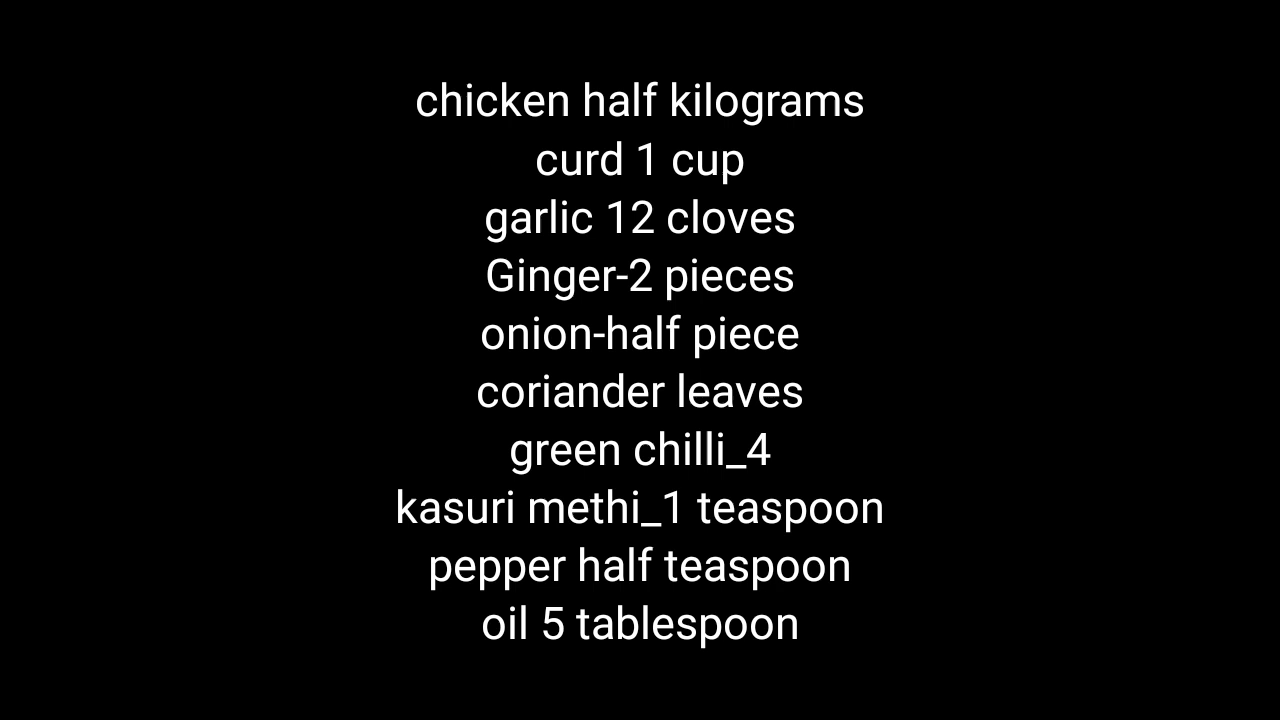 chicken half kilograms
curd 1 cup
garlic 12 cloves
Ginger-2 pieces
onion-half piece
coriander leaves
green chilli_4
kasuri methi_1 teaspoon
pepper half teaspoon
oil 5 tablespoon